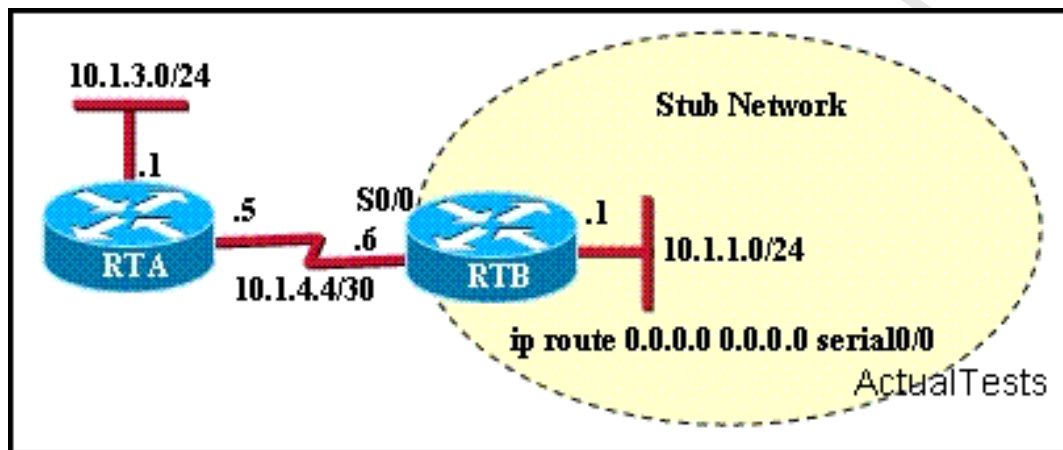 10.1.3.0/24
Stub Network
.1
.5
S0/0
.1
.6
RTA
RTB
10.1.1.0/24
10.1.4.4/30
ip route 0.0.0.0 0.0.0.0 serial0/0
ActualTests